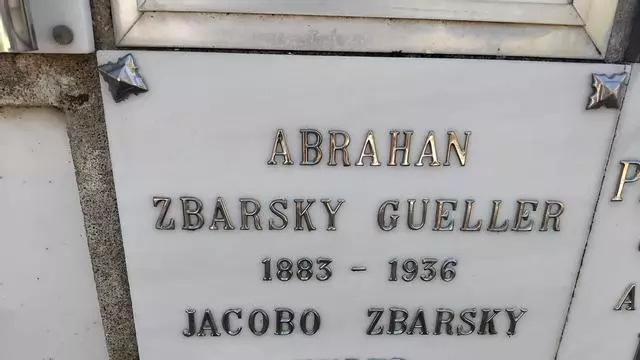 ABRAHAN
ZBARSKY GUELLER
1883 - 1936
JACOBO ZBARSKY